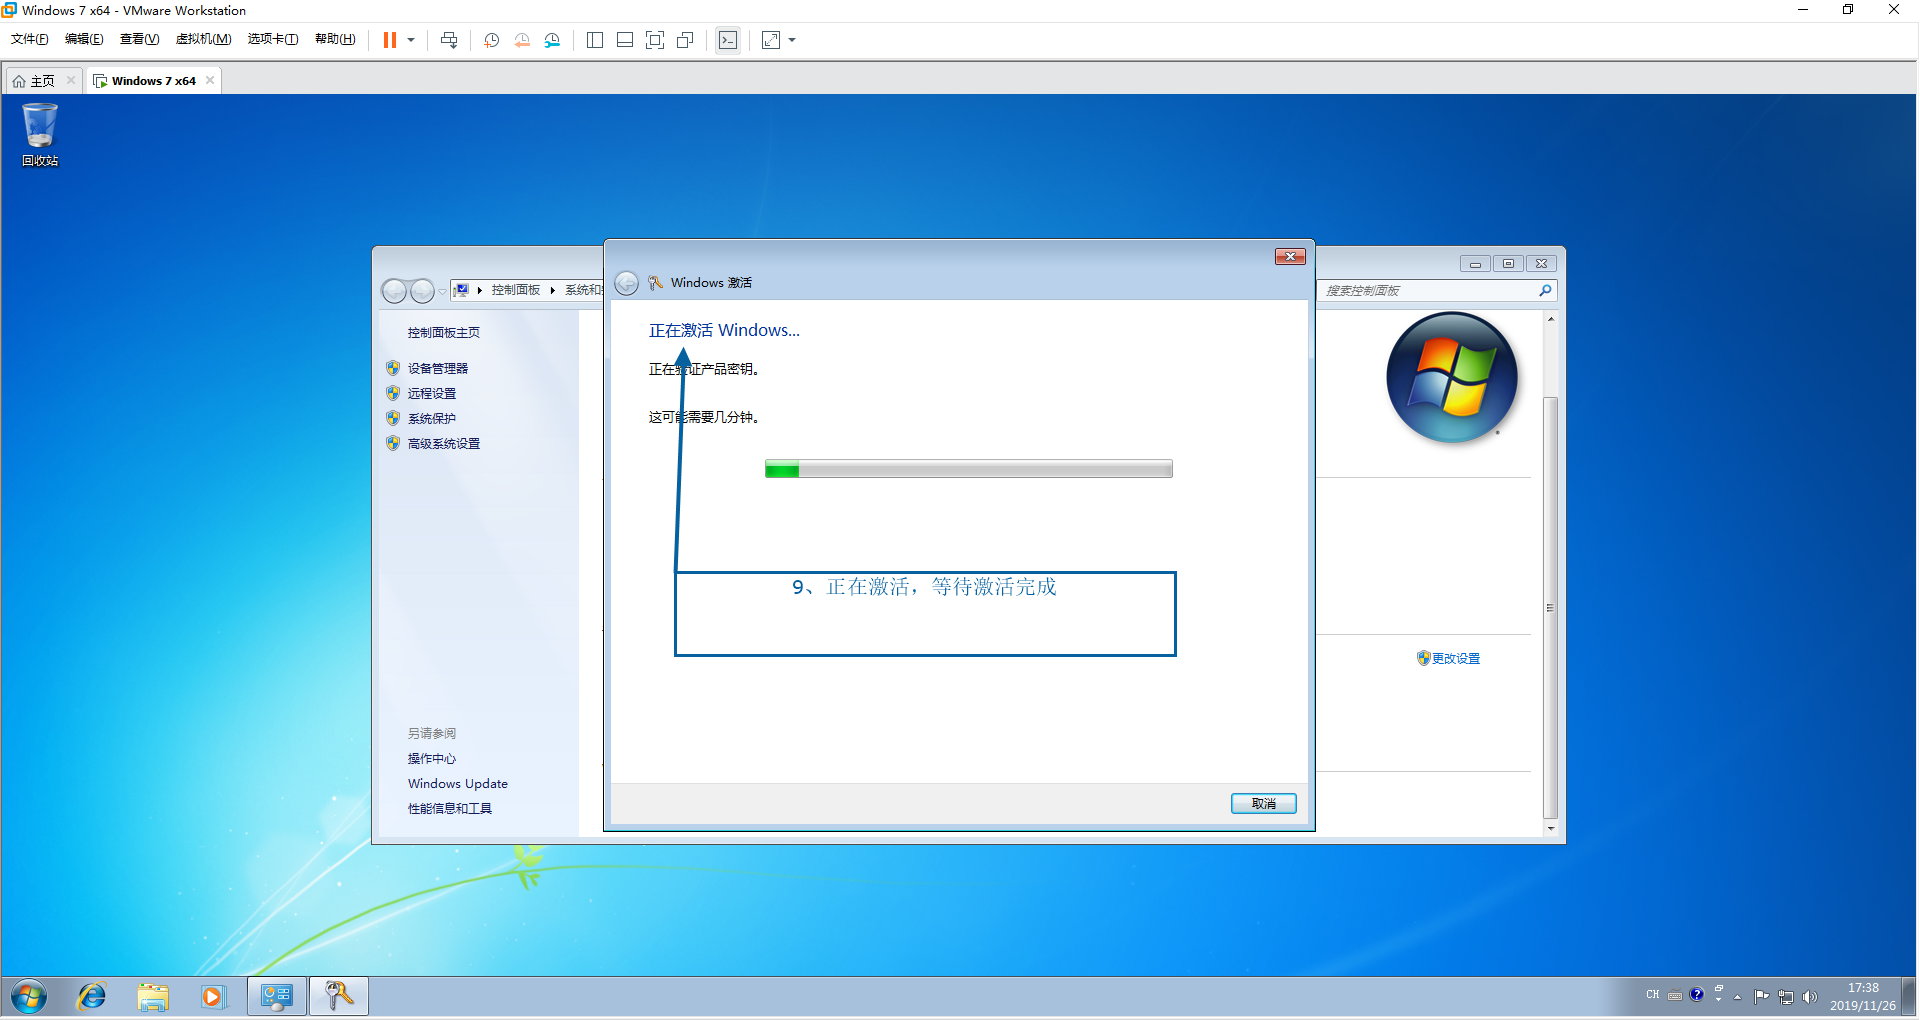 Windows 7 x64 - VMware Workstation
文件(F) 编辑(E) 查看(V) 虚拟机(M) 选项卡(T) 帮助(H)
主页 Windows 7 x64
回收站
Windows 激活
控制面板 系统和
搜索控制面板
正在激活 Windows...
控制面板主页
设备管理器
正在验证产品密钥。
远程设置
系统保护
这可能需要几分钟。
高级系统设置
9、正在激活，等待激活完成
更改设置
另请参阅
操作中心
Windows Update
性能信息和工具
取消
CH
17:38
2019/11/26